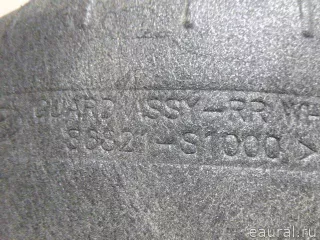 GUARD ASSY-RR WH
86821-S1000 >
eaural.ru